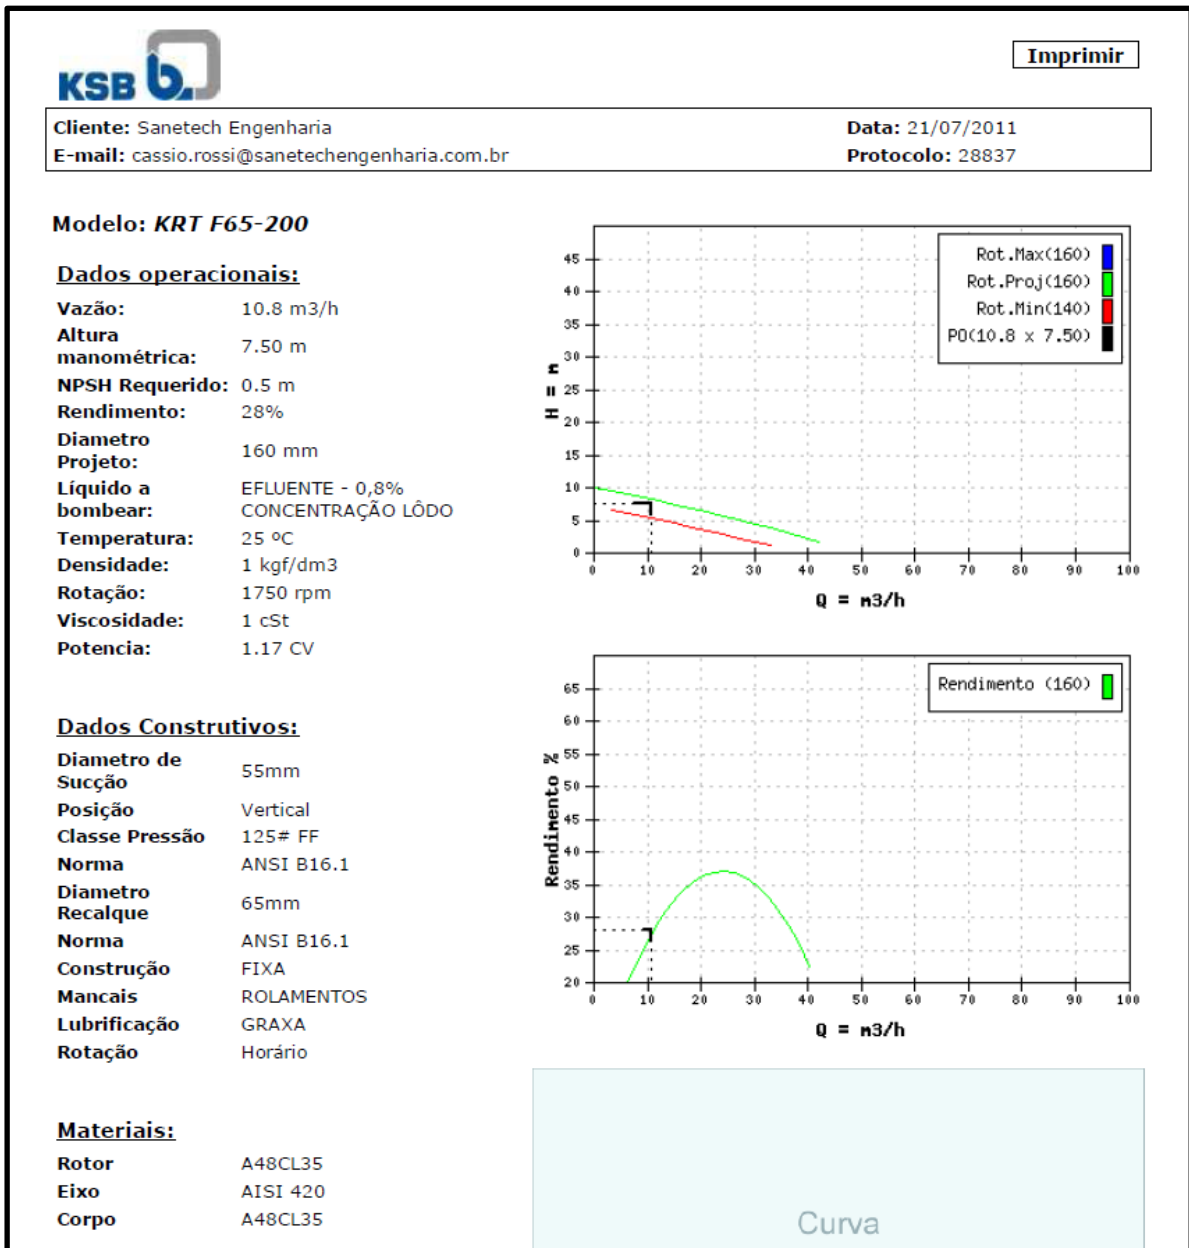 KSB b.
Imprimir
Cliente: Sanetech Engenharia
Data: 21/07/2011
E-mail: cassio.rossi@sanetechengenharia.com.br
Protocolo: 28837
Modelo: KRT F65-200
Dados operacionais:
Vazão: 10.8 m3/h
Altura
manométrica: 7.50 m
NPSH Requerido: 0.5 m
Rendimento: 28%
Diametro
Projeto: 160 mm
Líquido a EFLUENTE - 0,8%
bombear: CONCENTRAÇÃO LÔDO
Temperatura: 25 ºC
Densidade: 1 kgf/dm3
Rotação: 1750 rpm
Viscosidade: 1 cSt
Potencia: 1.17 CV
Dados Construtivos:
Diametro de
Sucção 55mm
Posição Vertical
Classe Pressão 125# FF
Norma ANSI B16.1
Diametro
Recalque 65mm
Norma ANSI B16.1
Construção FIXA
Mancais ROLAMENTOS
Lubrificação GRAXA
Rotação Horário
Materiais:
Rotor A48CL35
Eixo AISI 420
Corpo A48CL35
Rot.Max(160)
Rot.Proj(160)
Rot.Min(140)
PO(10.8 x 7.50)
H = m
45
40
35
30
25
20
15
10
5
0
0 10 20 30 40 50 60 70 80 90 100
Q = m3/h
Rendimento (160)
Rendimento %
65
60
55
50
45
40
35
30
25
20
0 10 20 30 40 50 60 70 80 90 100
Q = m3/h
Curva